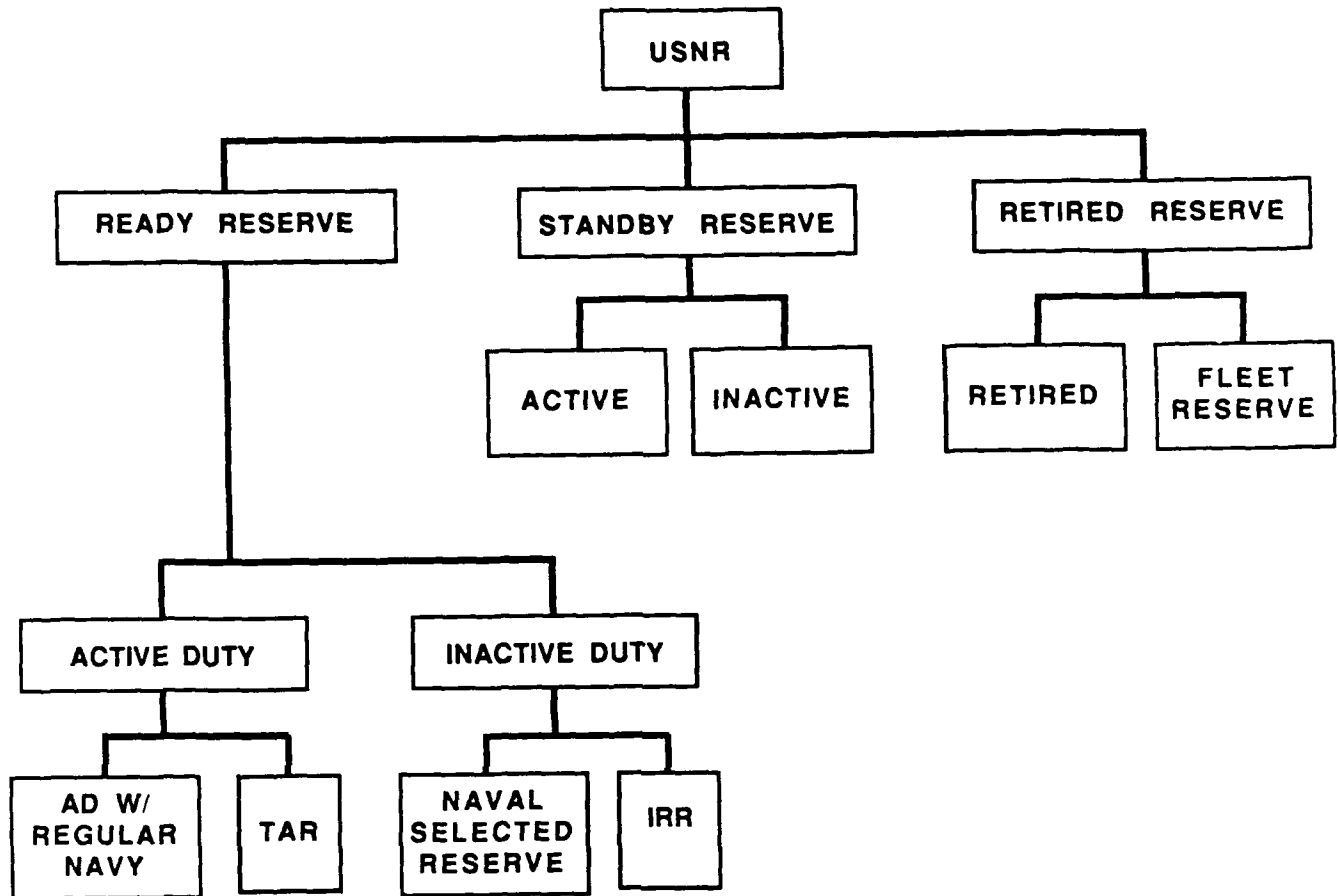 USNR
READY RESERVE
STANDBY RESERVE
RETIRED RESERVE
ACTIVE
INACTIVE
RETIRED
FLEET
RESERVE
ACTIVE DUTY
INACTIVE DUTY
AD W/
REGULAR
NAVY
TAR
NAVAL
SELECTED
RESERVE
IRR